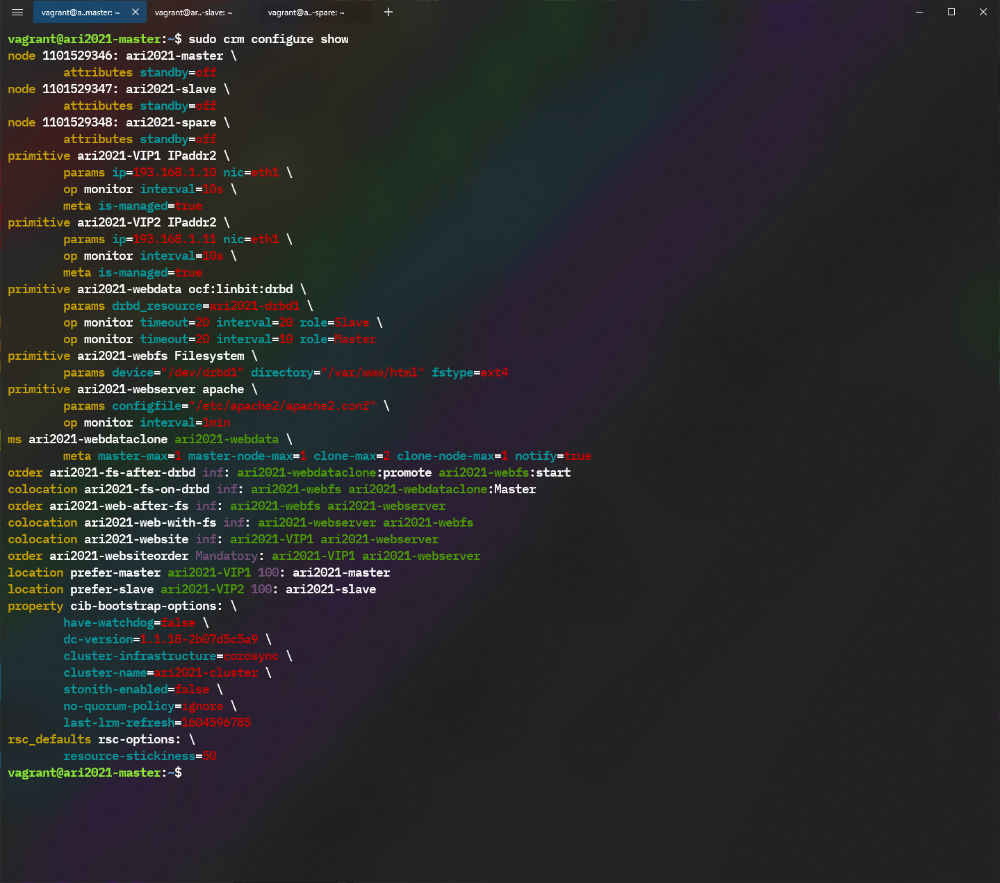 vagrant@a..master: ~ vagrant@ar..-slave: ~ vagrant@a..-spare: ~
vagrant@ari2021-master:~$ sudo crm configure show
node 1101529346: ari2021-master \
        attributes standby=off
node 1101529347: ari2021-slave \
        attributes standby=off
node 1101529348: ari2021-spare \
        attributes standby=off
primitive ari2021-VIP1 IPaddr2 \
        params ip=193.168.1.10 nic=eth1 \
        op monitor interval=10s \
        meta is-managed=true
primitive ari2021-VIP2 IPaddr2 \
        params ip=193.168.1.11 nic=eth1 \
        op monitor interval=10s \
        meta is-managed=true
primitive ari2021-webdata ocf:linbit:drbd \
        params drbd_resource=ari2021-drbd1 \
        op monitor timeout=20 interval=20 role=Slave \
        op monitor timeout=20 interval=10 role=Master
primitive ari2021-webfs Filesystem \
        params device="/dev/drbd1" directory="/var/www/html" fstype=ext4
primitive ari2021-webserver apache \
        params configfile="/etc/apache2/apache2.conf" \
        op monitor interval=1min
ms ari2021-webdataclone ari2021-webdata \
        meta master-max=1 master-node-max=1 clone-max=2 clone-node-max=1 notify=true
order ari2021-fs-after-drbd inf: ari2021-webdataclone:promote ari2021-webfs:start
colocation ari2021-fs-on-drbd inf: ari2021-webfs ari2021-webdataclone:Master
order ari2021-web-after-fs inf: ari2021-webfs ari2021-webserver
colocation ari2021-web-with-fs inf: ari2021-webserver ari2021-webfs
colocation ari2021-website inf: ari2021-VIP1 ari2021-webserver
order ari2021-websiteorder Mandatory: ari2021-VIP1 ari2021-webserver
location prefer-master ari2021-VIP1 100: ari2021-master
location prefer-slave ari2021-VIP2 100: ari2021-slave
property cib-bootstrap-options: \
        have-watchdog=false \
        dc-version=1.1.18-2b07d5c5a9 \
        cluster-infrastructure=corosync \
        cluster-name=ari2021-cluster \
        stonith-enabled=false \
        no-quorum-policy=ignore \
        last-lrm-refresh=1604596785
rsc_defaults rsc-options: \
        resource-stickiness=50
vagrant@ari2021-master:~$